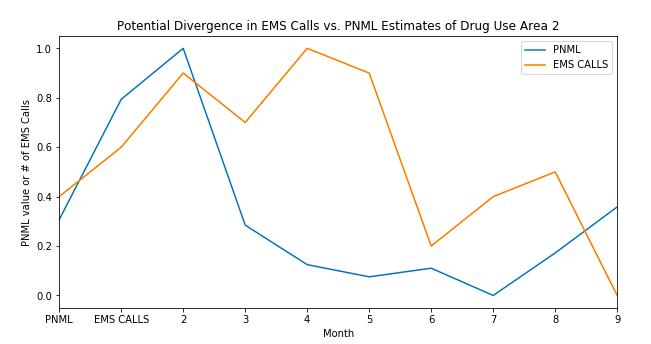 Potential Divergence in EMS Calls vs. PNML Estimates of Drug Use Area 2
PNML
EMS CALLS
PNML value or # of EMS Calls
1.0
0.8
0.6
0.4
0.2
0.0
PNML EMS CALLS 2 3 4 5 6 7 8 9
Month